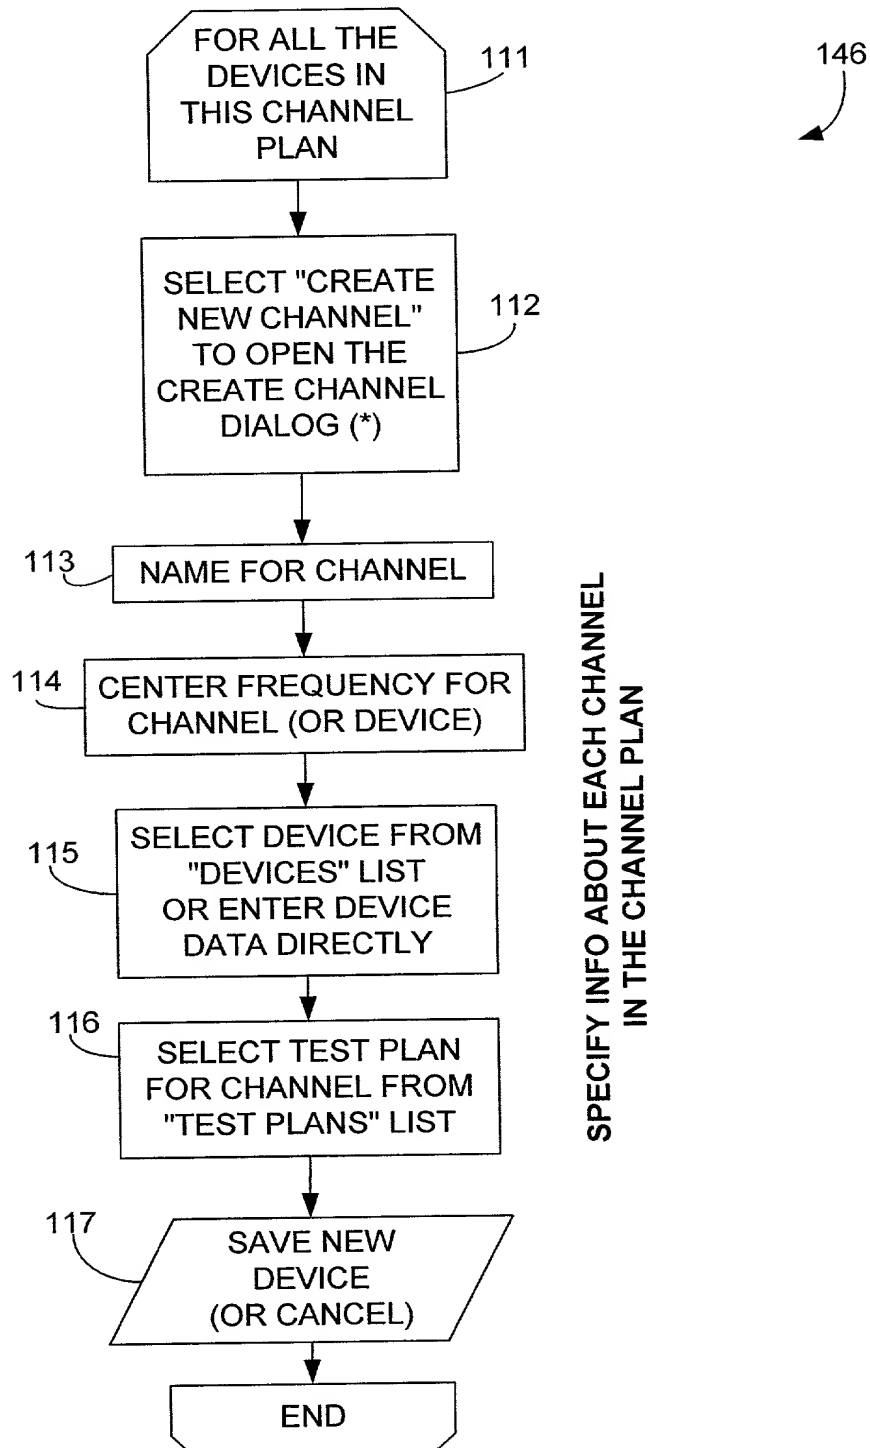 FOR ALL THE
DEVICES IN
THIS CHANNEL
PLAN
111
146
SELECT "CREATE
NEW CHANNEL"
TO OPEN THE
CREATE CHANNEL
DIALOG (*)
112
113
NAME FOR CHANNEL
114
CENTER FREQUENCY FOR
CHANNEL (OR DEVICE)
115
SELECT DEVICE FROM
"DEVICES" LIST
OR ENTER DEVICE
DATA DIRECTLY
116
SELECT TEST PLAN
FOR CHANNEL FROM
"TEST PLANS" LIST
117
SAVE NEW
DEVICE
(OR CANCEL)
END
SPECIFY INFO ABOUT EACH CHANNEL
IN THE CHANNEL PLAN